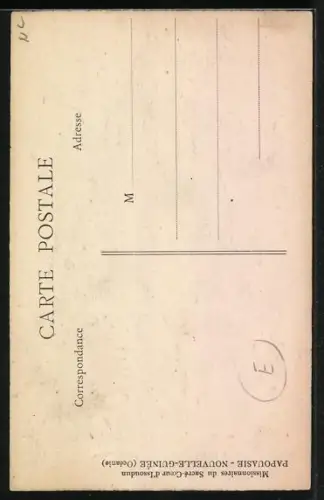 CARTE POSTALE
Correspondance
Adresse
M
Missionnaires du Sacré-Cœur d'Issoudun
PAPOUASIE - NOUVELLE-GUINÉE (Océanie)
NC
E